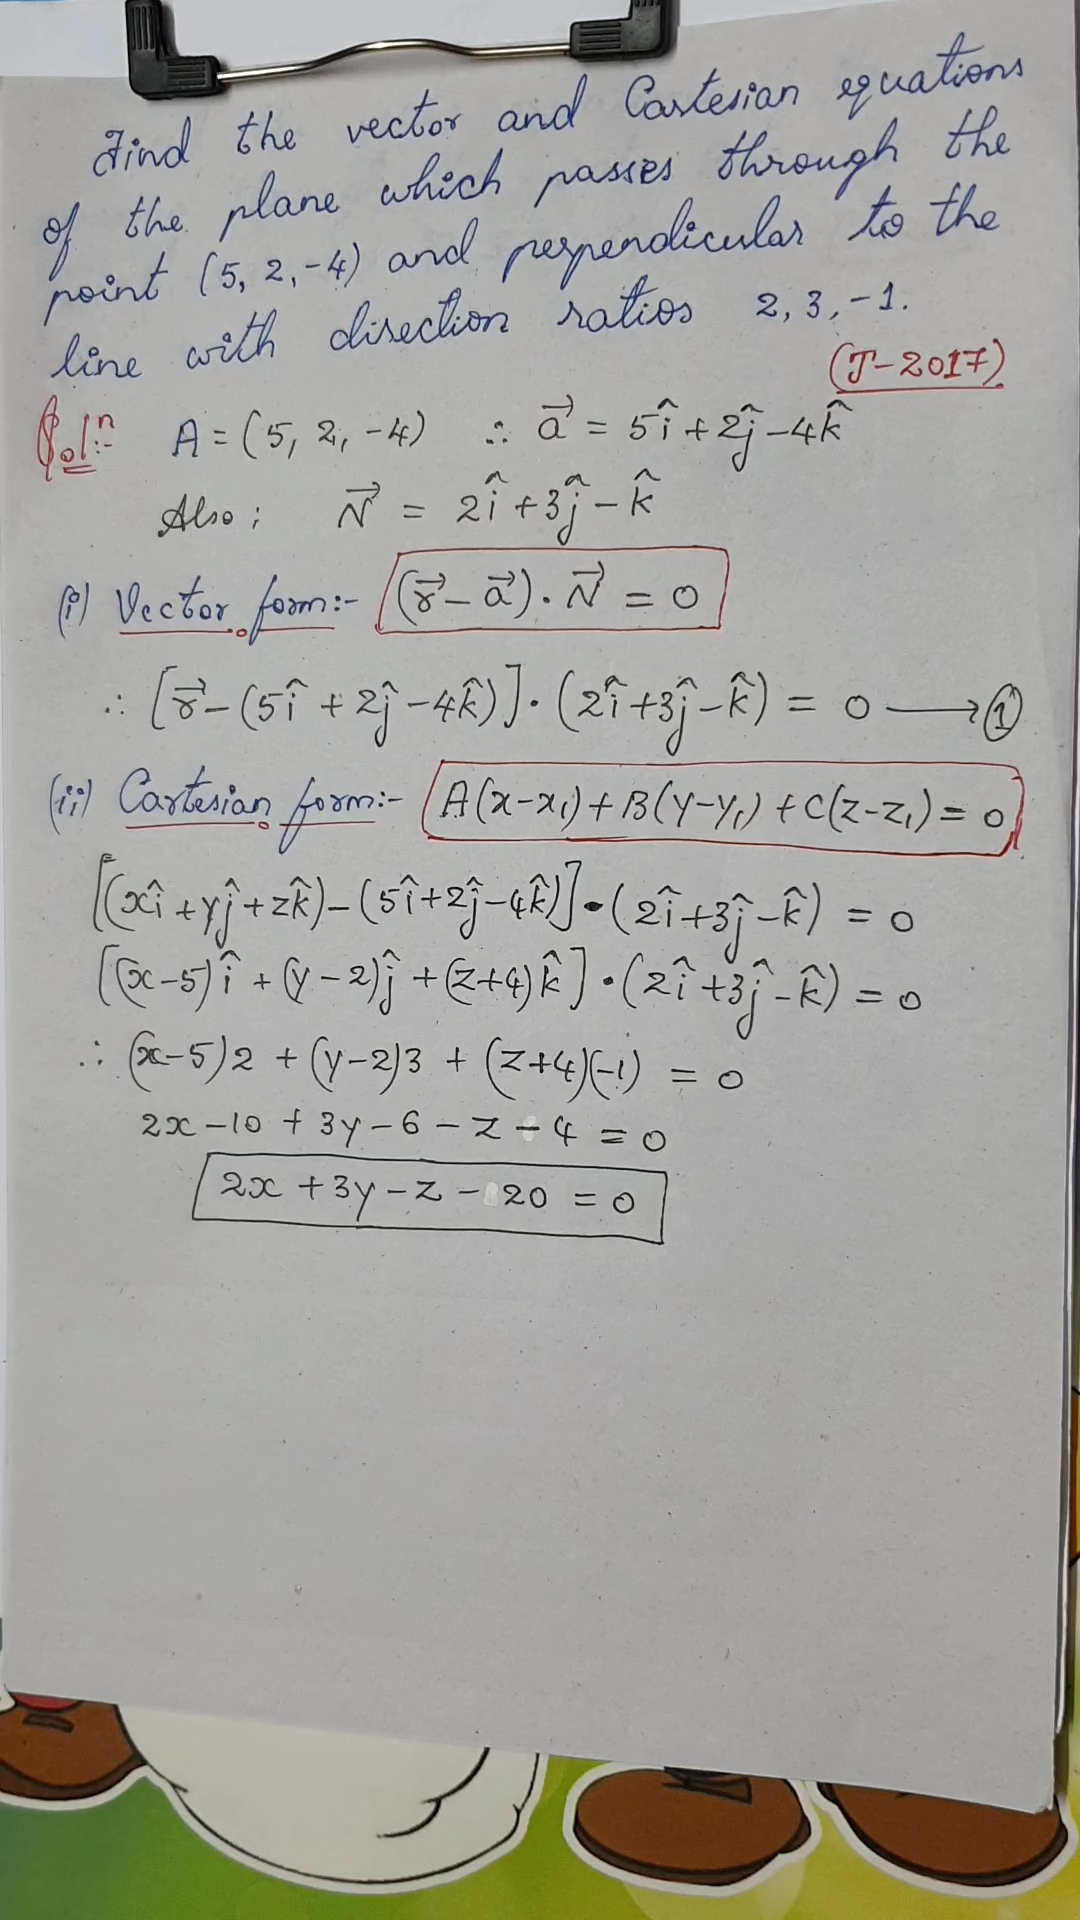 Find the vector and Cartesian equations
of the plane which passes through the
point (5, 2, -4) and perpendicular to the
line with direction ratios 2, 3, -1.
(J-2017)
Solⁿ:- A = (5, 2, -4) ∴ a⃗ = 5î + 2ĵ - 4k̂
Also: N⃗ = 2î + 3ĵ - k̂
(i) Vector form:- (r⃗ - a⃗) · N⃗ = 0
∴ [r⃗ - (5î + 2ĵ - 4k̂)] · (2î + 3ĵ - k̂) = 0 ⟶ ①
(ii) Cartesian form:- A(x-x₁) + B(y-y₁) + C(z-z₁) = 0
[(xî + yĵ + zk̂) - (5î + 2ĵ - 4k̂)] · (2î + 3ĵ - k̂) = 0
[(x-5)î + (y-2)ĵ + (z+4)k̂] · (2î + 3ĵ - k̂) = 0
∴ (x-5)2 + (y-2)3 + (z+4)(-1) = 0
2x - 10 + 3y - 6 - z - 4 = 0
2x + 3y - z - 20 = 0